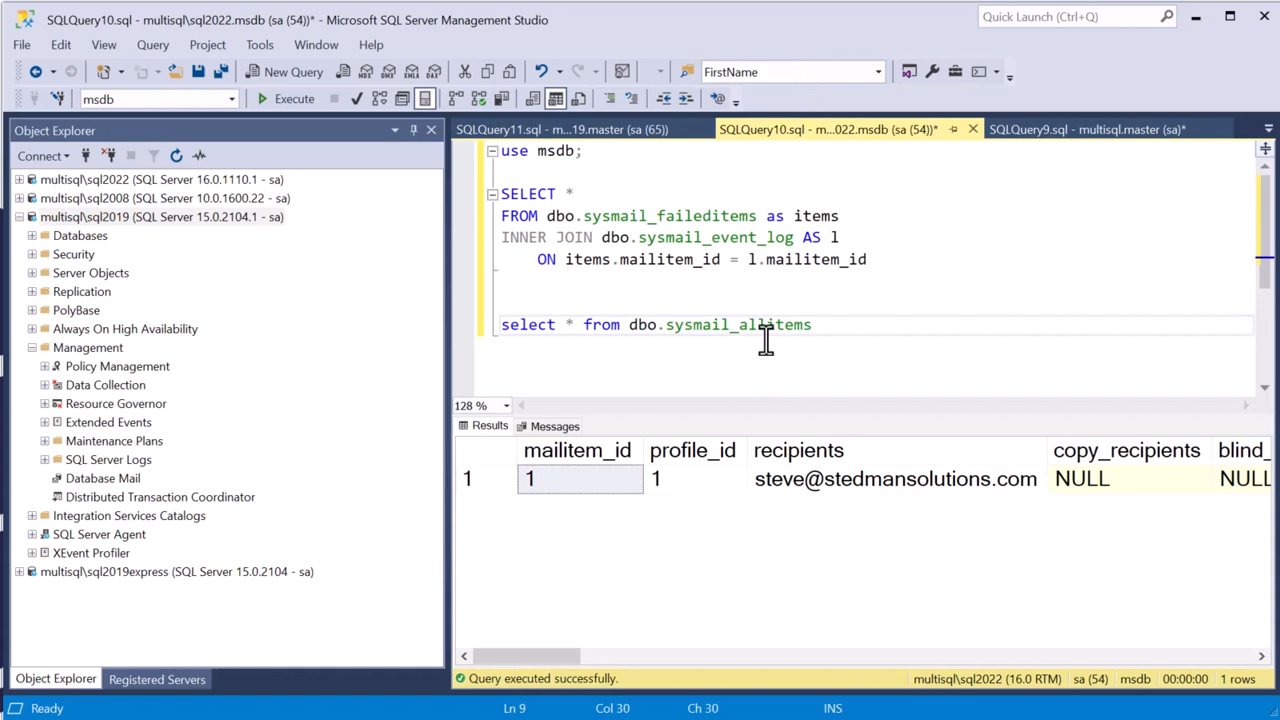 SQLQuery10.sql - multisql\sql2022.msdb (sa (54))* - Microsoft SQL Server Management Studio
Quick Launch (Ctrl+Q)
File Edit View Query Project Tools Window Help
New Query MDX DMX XMLA DAX FirstName
msdb Execute
Object Explorer
SQLQuery11.sql - m...19.master (sa (65)) SQLQuery10.sql - m...022.msdb (sa (54))* SQLQuery9.sql - multisql.master (sa)*
Connect
multisql\sql2022 (SQL Server 16.0.1110.1 - sa)
multisql\sql2008 (SQL Server 10.0.1600.22 - sa)
multisql\sql2019 (SQL Server 15.0.2104.1 - sa)
Databases
Security
Server Objects
Replication
PolyBase
Always On High Availability
Management
Policy Management
Data Collection
Resource Governor
Extended Events
Maintenance Plans
SQL Server Logs
Database Mail
Distributed Transaction Coordinator
Integration Services Catalogs
SQL Server Agent
XEvent Profiler
multisql\sql2019express (SQL Server 15.0.2104 - sa)
Object Explorer Registered Servers
use msdb;
SELECT *
FROM dbo.sysmail_faileditems as items
INNER JOIN dbo.sysmail_event_log AS l
ON items.mailitem_id = l.mailitem_id
select * from dbo.sysmail_allitems
128 %
Results Messages
mailitem_id profile_id recipients copy_recipients blind_
1 1 1 steve@stedmansolutions.com NULL NULL
Query executed successfully. multisql\sql2022 (16.0 RTM) sa (54) msdb 00:00:00 1 rows
Ready Ln 9 Col 30 Ch 30 INS